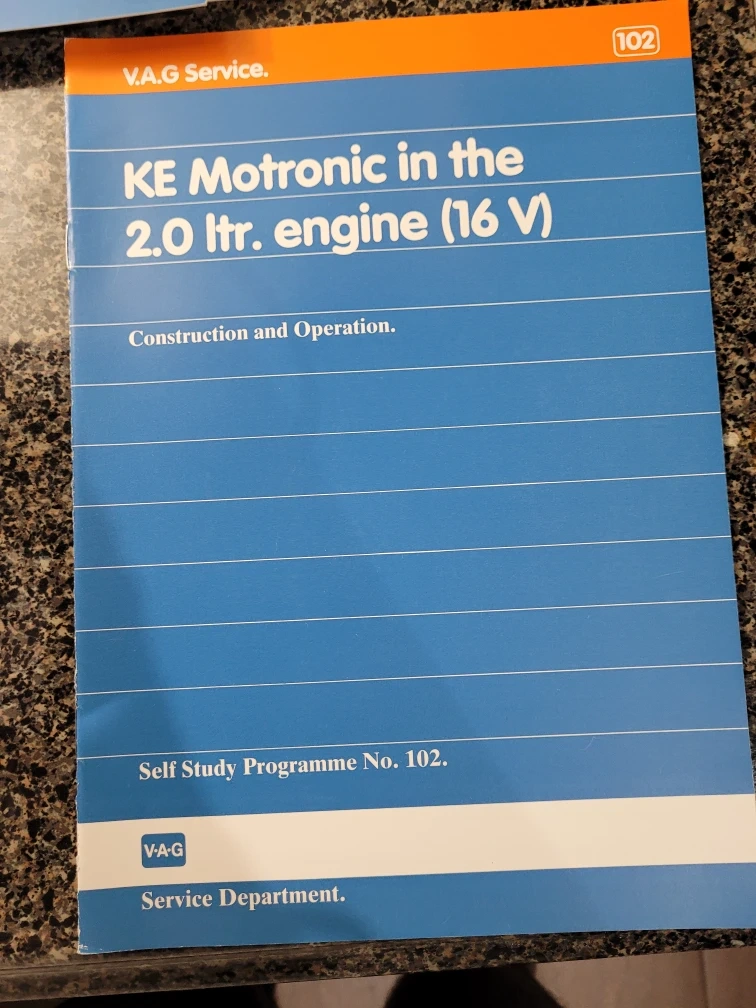 V.A.G Service.
102
KE Motronic in the
2.0 ltr. engine (16 V)
Construction and Operation.
Self Study Programme No. 102.
V·A·G
Service Department.